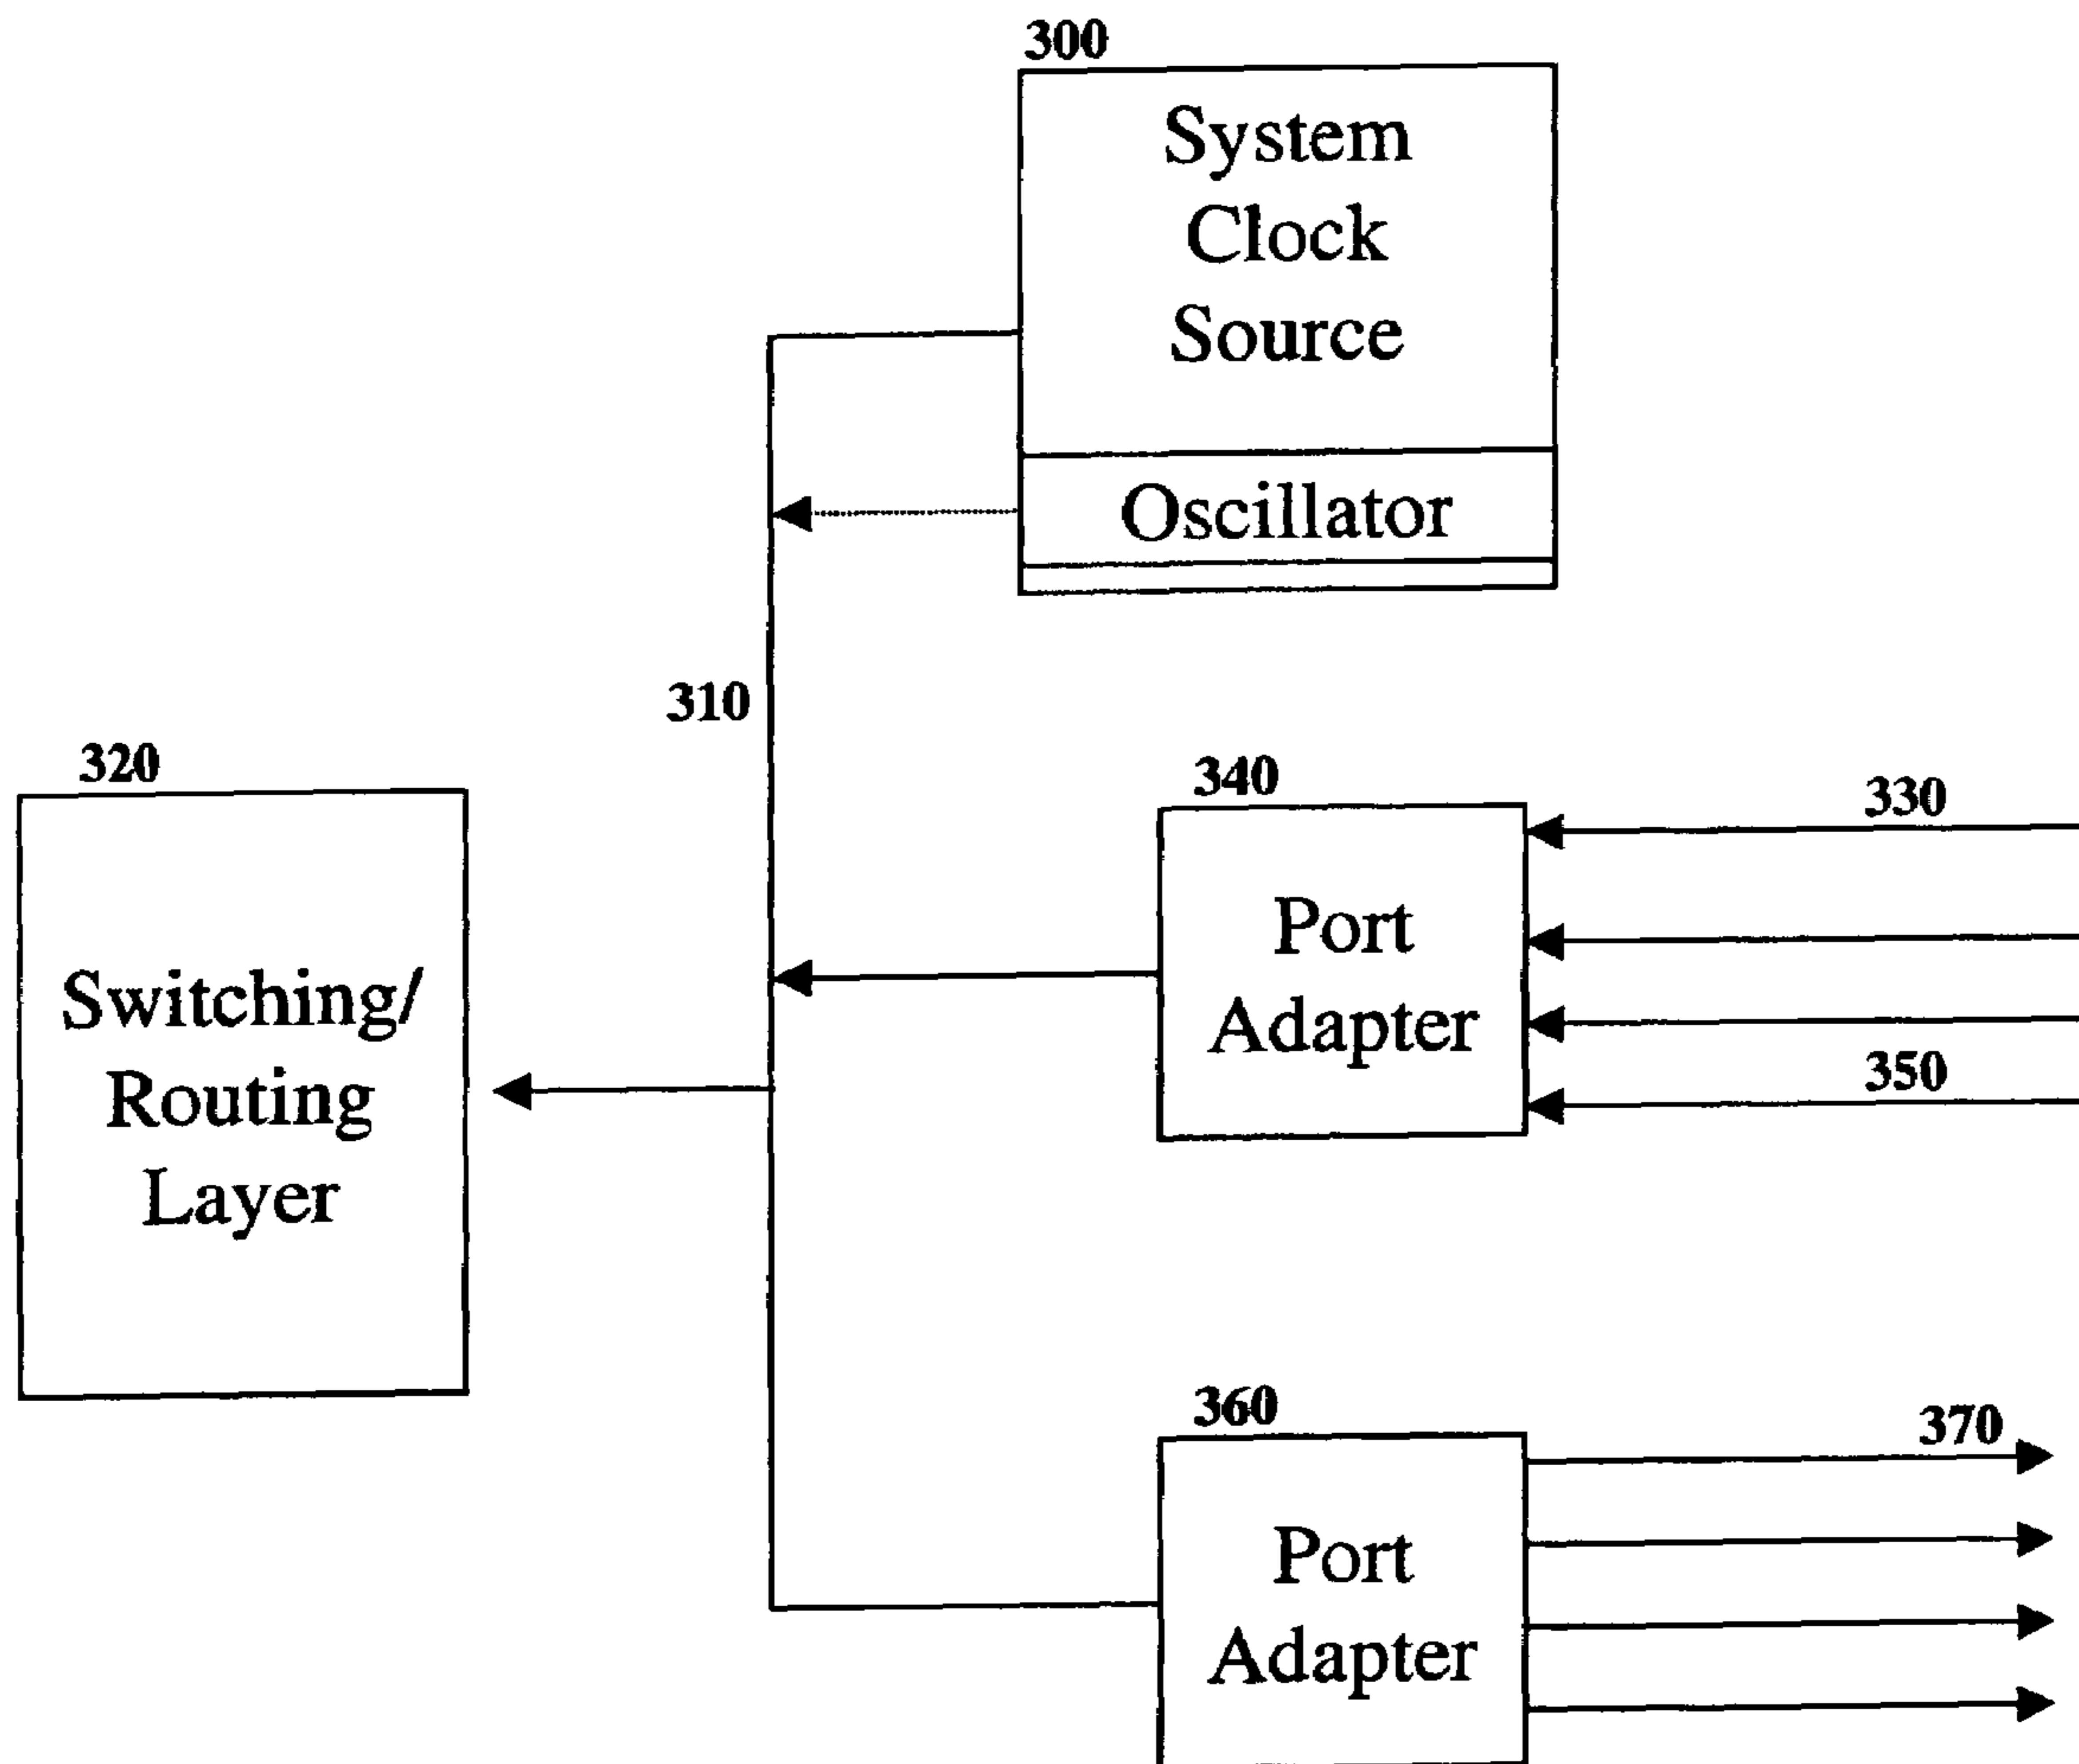 300
System
Clock
Source
Oscillator
310
320
Switching/
Routing
Layer
340
Port
Adapter
330
350
360
Port
Adapter
370